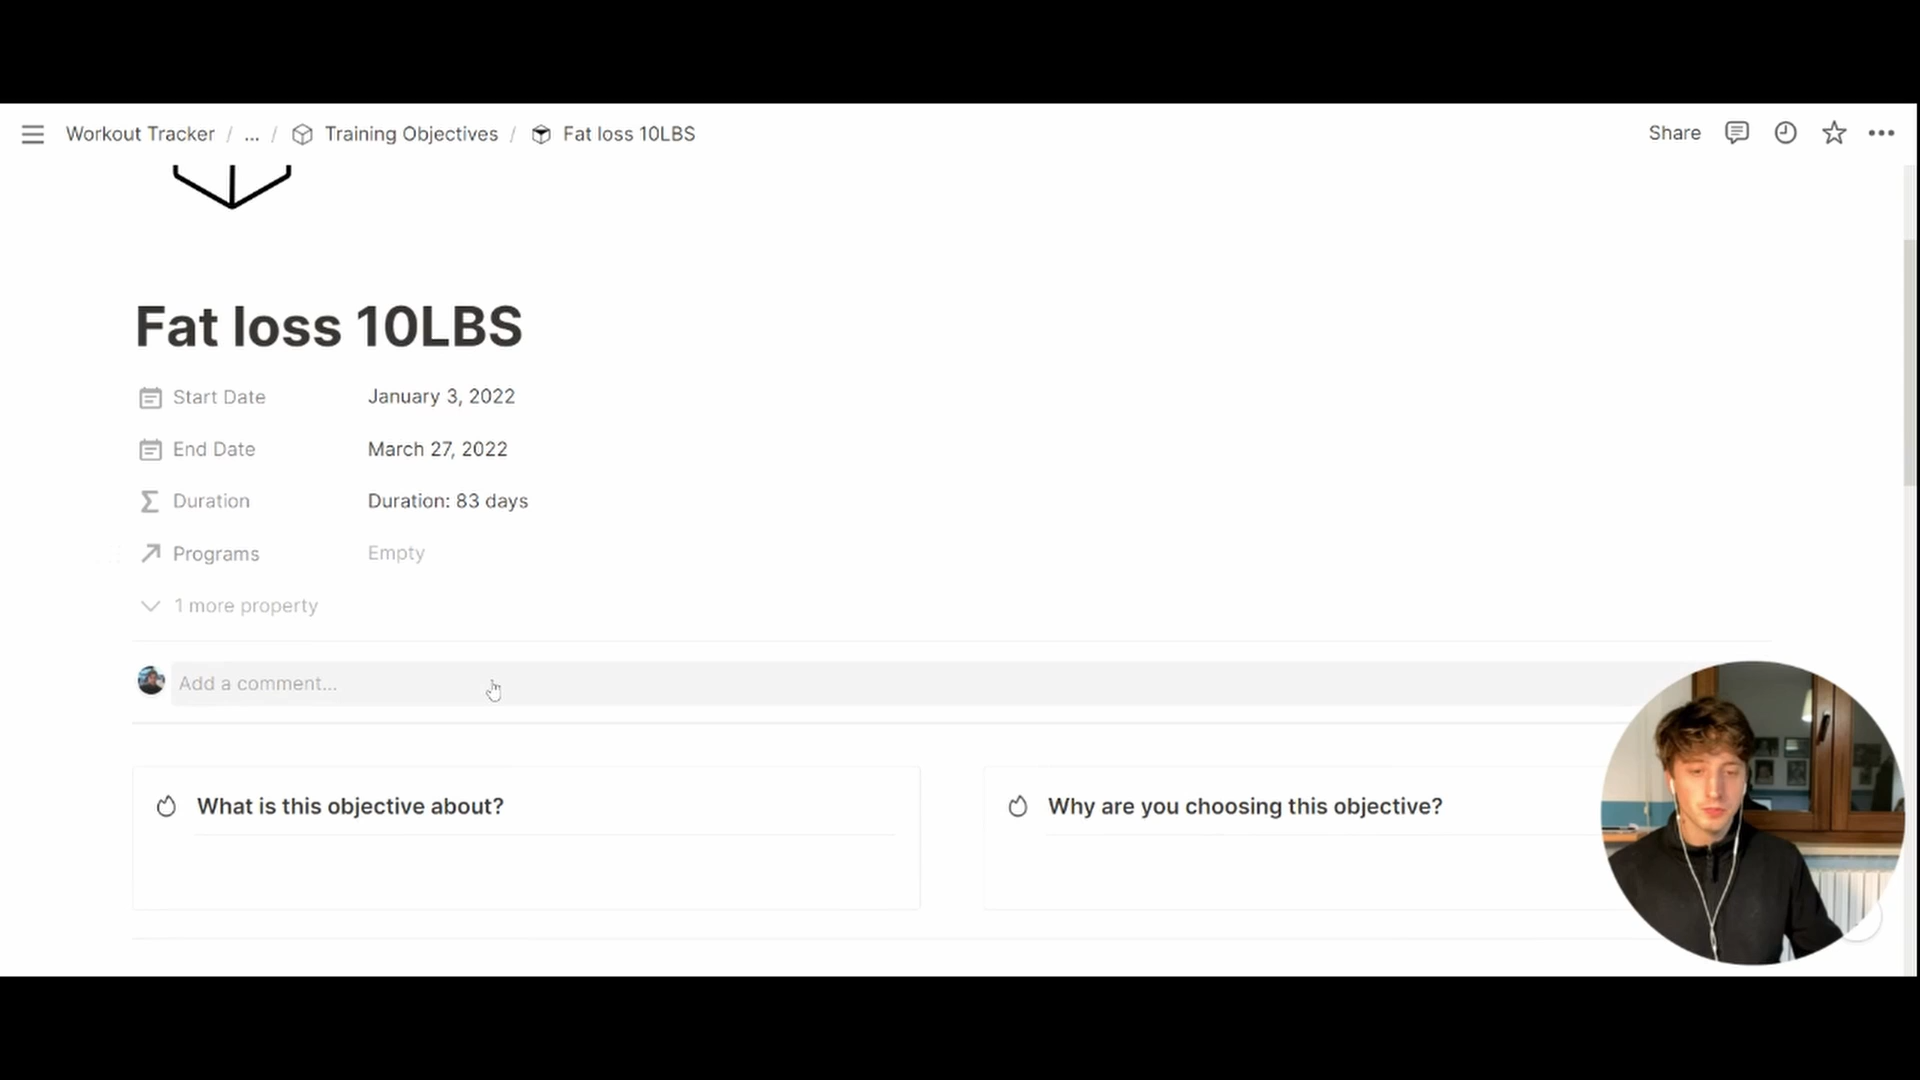 Workout Tracker / ... / Training Objectives / Fat loss 10LBS
Share
Fat loss 10LBS
Start Date January 3, 2022
End Date March 27, 2022
Duration Duration: 83 days
Programs Empty
1 more property
Add a comment...
What is this objective about?
Why are you choosing this objective?